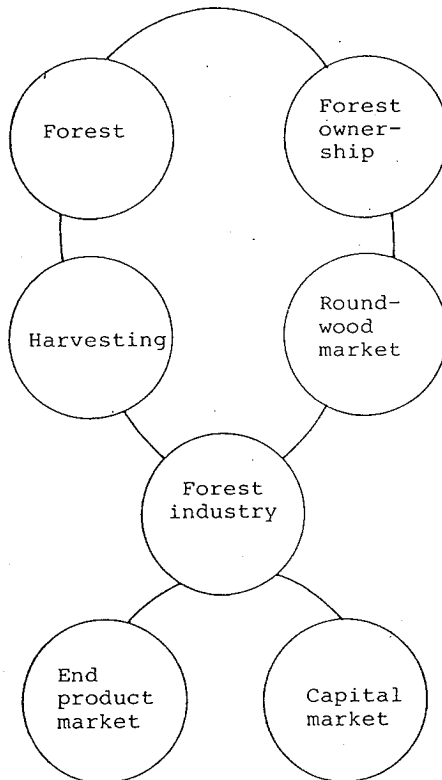 Forest
Forest
owner-
ship
Harvesting
Round-
wood
market
Forest
industry
End
product
market
Capital
market